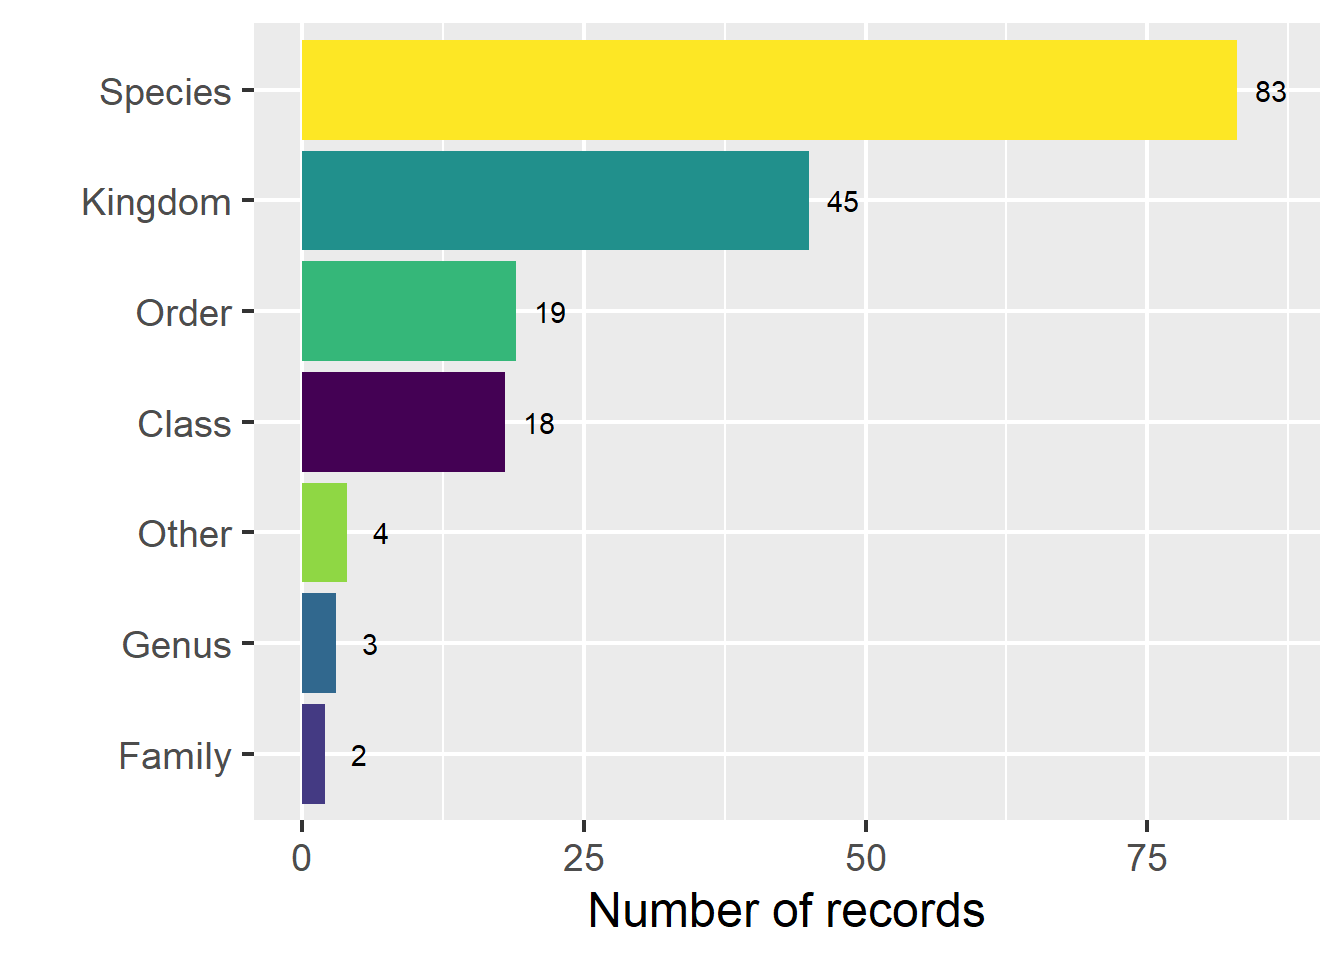 Species 83
Kingdom 45
Order 19
Class 18
Other 4
Genus 3
Family 2
0 25 50 75
Number of records